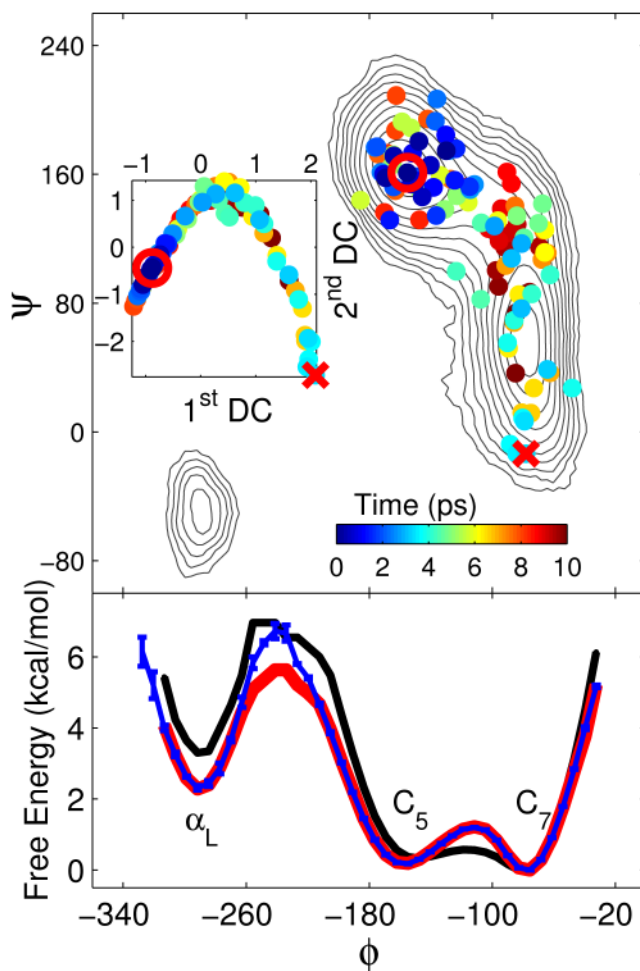 240
160
80
0
−80
ψ
−1 0 1 2
1
0
−1
−2
2nd DC
1st DC
Time (ps)
0 2 4 6 8 10
6
4
2
0
Free Energy (kcal/mol)
αL
C5
C7
−340 −260 −180 −100 −20
ϕ